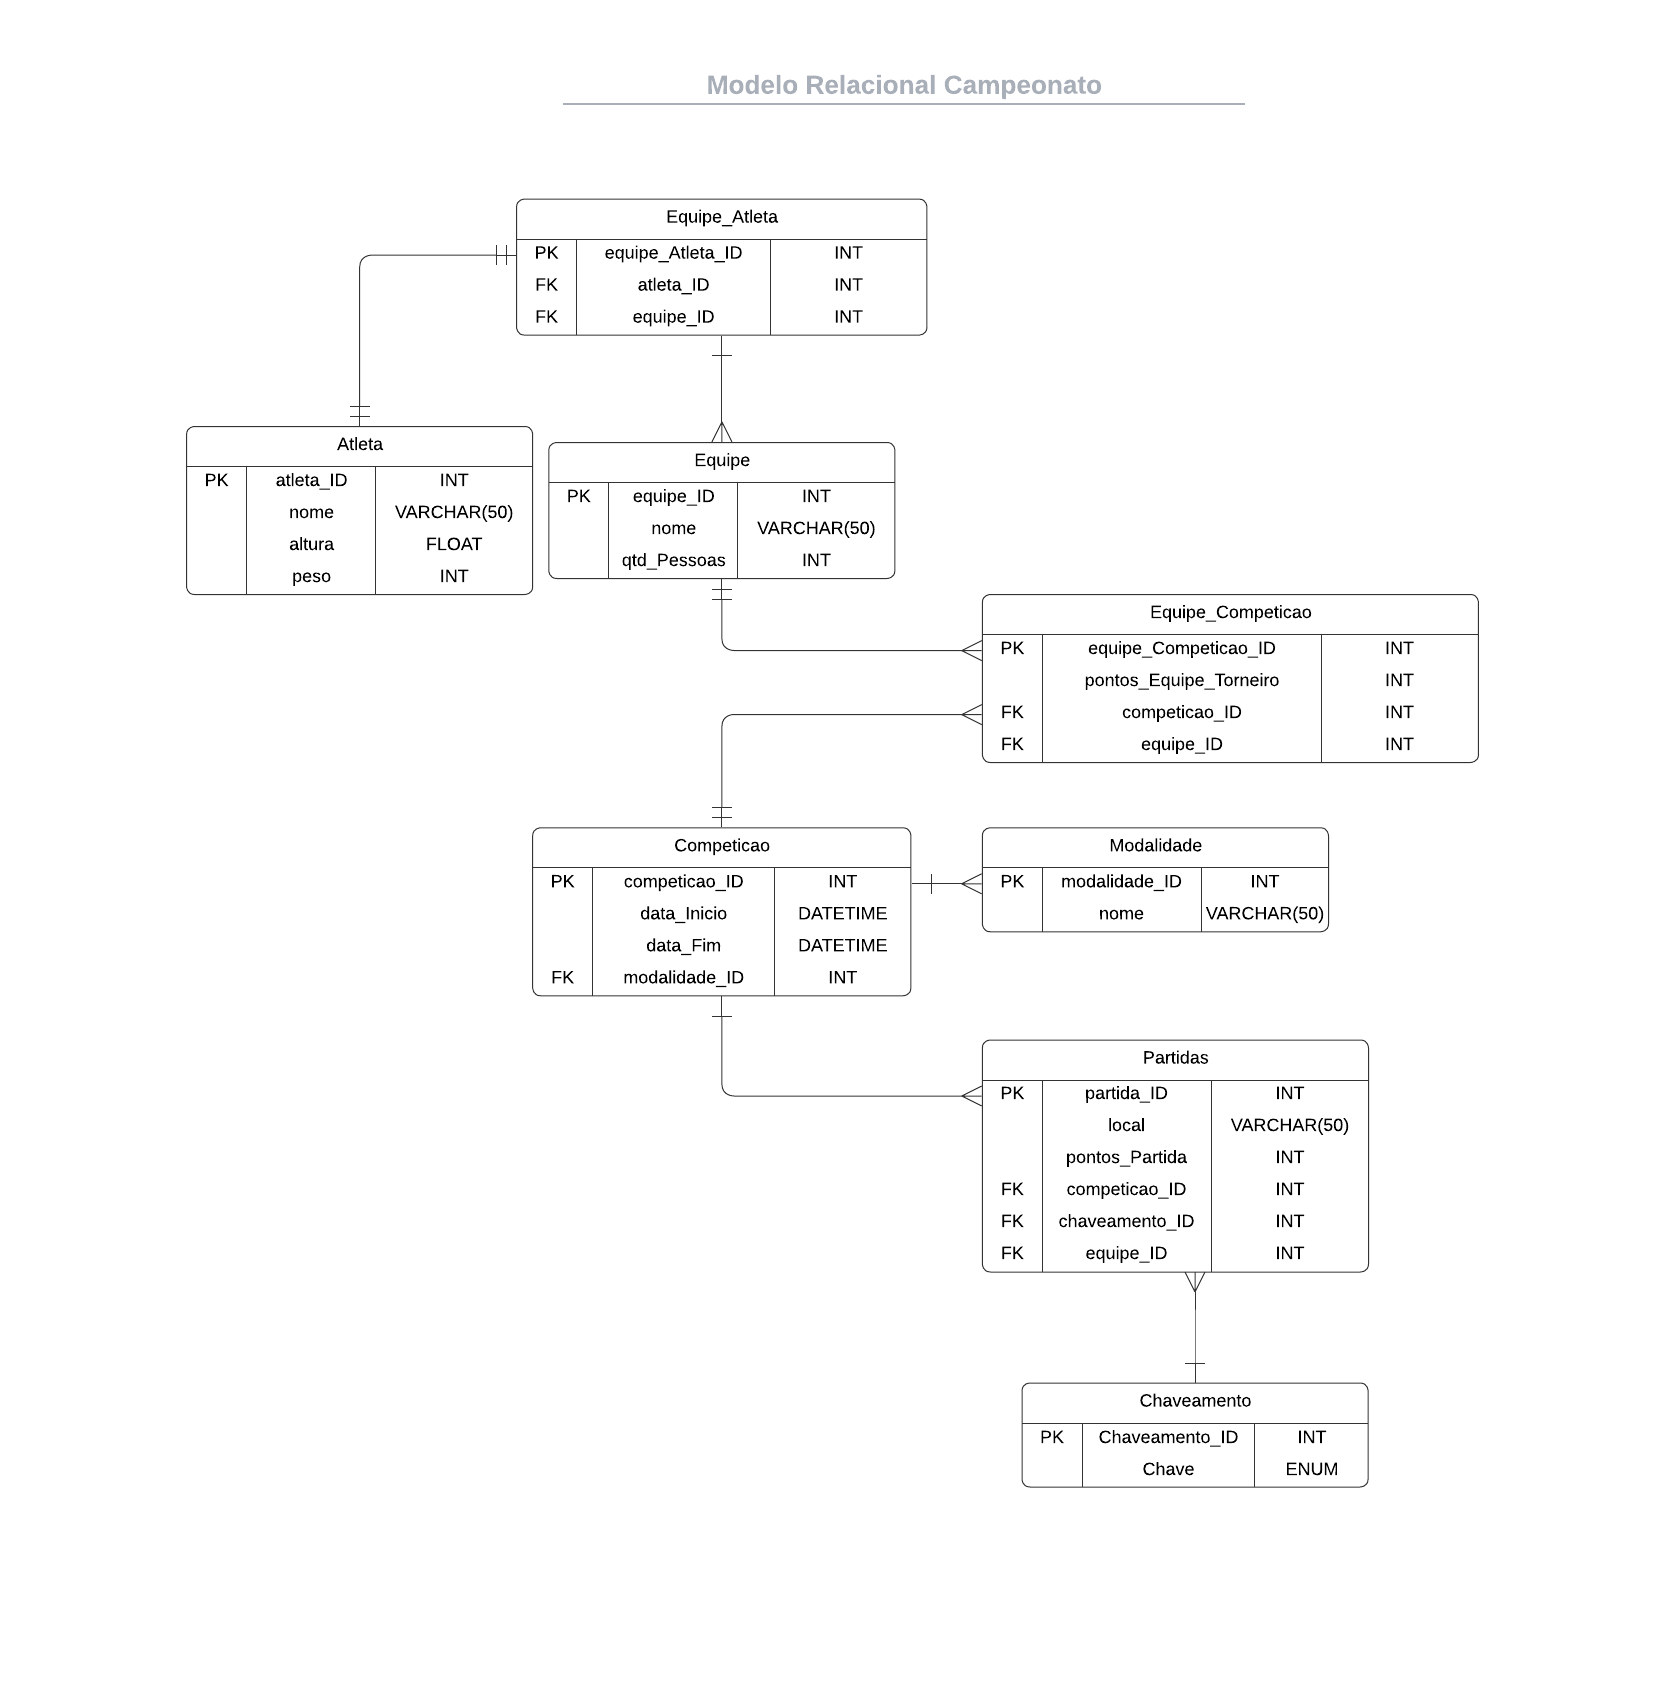 Modelo Relacional Campeonato
Equipe_Atleta
PK equipe_Atleta_ID INT
FK atleta_ID INT
FK equipe_ID INT
Atleta
PK atleta_ID INT
nome VARCHAR(50)
altura FLOAT
peso INT
Equipe
PK equipe_ID INT
nome VARCHAR(50)
qtd_Pessoas INT
Equipe_Competicao
PK equipe_Competicao_ID INT
pontos_Equipe_Torneiro INT
FK competicao_ID INT
FK equipe_ID INT
Competicao
PK competicao_ID INT
data_Inicio DATETIME
data_Fim DATETIME
FK modalidade_ID INT
Modalidade
PK modalidade_ID INT
nome VARCHAR(50)
Partidas
PK partida_ID INT
local VARCHAR(50)
pontos_Partida INT
FK competicao_ID INT
FK chaveamento_ID INT
FK equipe_ID INT
Chaveamento
PK Chaveamento_ID INT
Chave ENUM